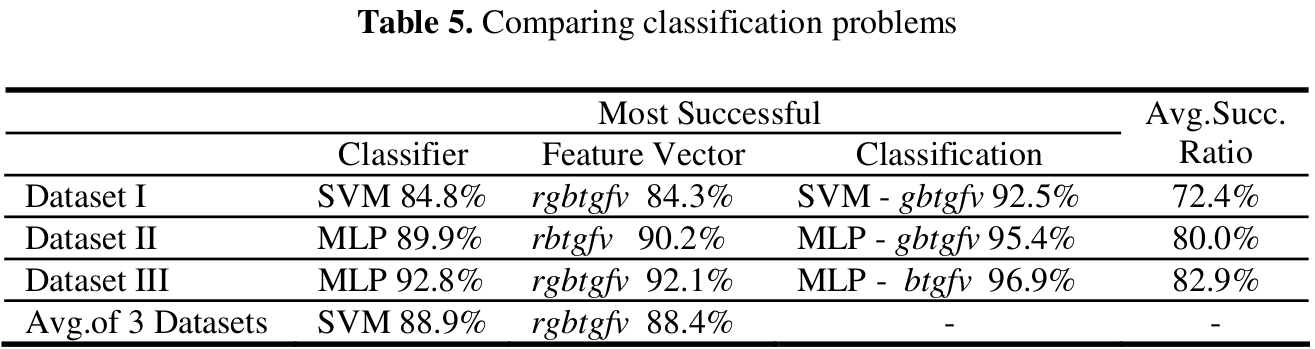 Table 5. Comparing classification problems
Most Successful Avg.Succ.
Classifier Feature Vector Classification Ratio
Dataset I SVM 84.8% rgbtgfv 84.3% SVM - gbtgfv 92.5% 72.4%
Dataset II MLP 89.9% rbtgfv 90.2% MLP - gbtgfv 95.4% 80.0%
Dataset III MLP 92.8% rgbtgfv 92.1% MLP - btgfv 96.9% 82.9%
Avg.of 3 Datasets SVM 88.9% rgbtgfv 88.4% - -